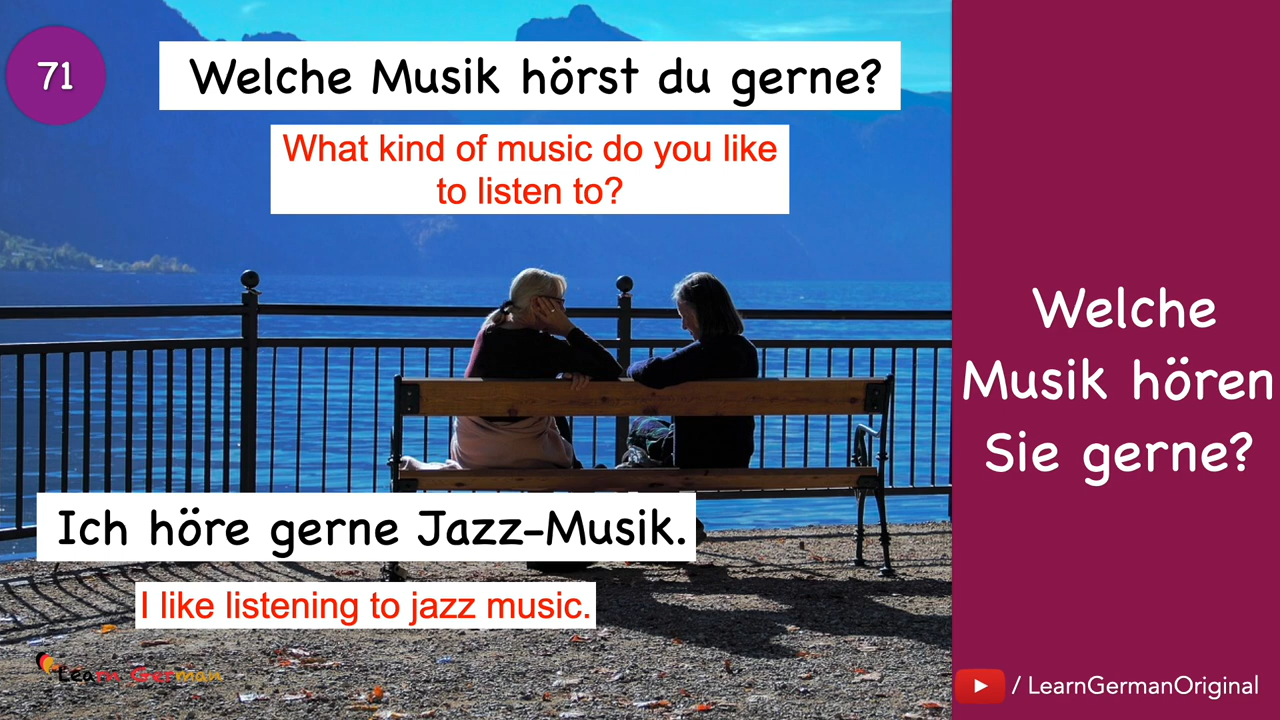 71
Welche Musik hörst du gerne?
What kind of music do you like
to listen to?
Ich höre gerne Jazz-Musik.
I like listening to jazz music.
Learn German
Welche
Musik hören
Sie gerne?
/ LearnGermanOriginal